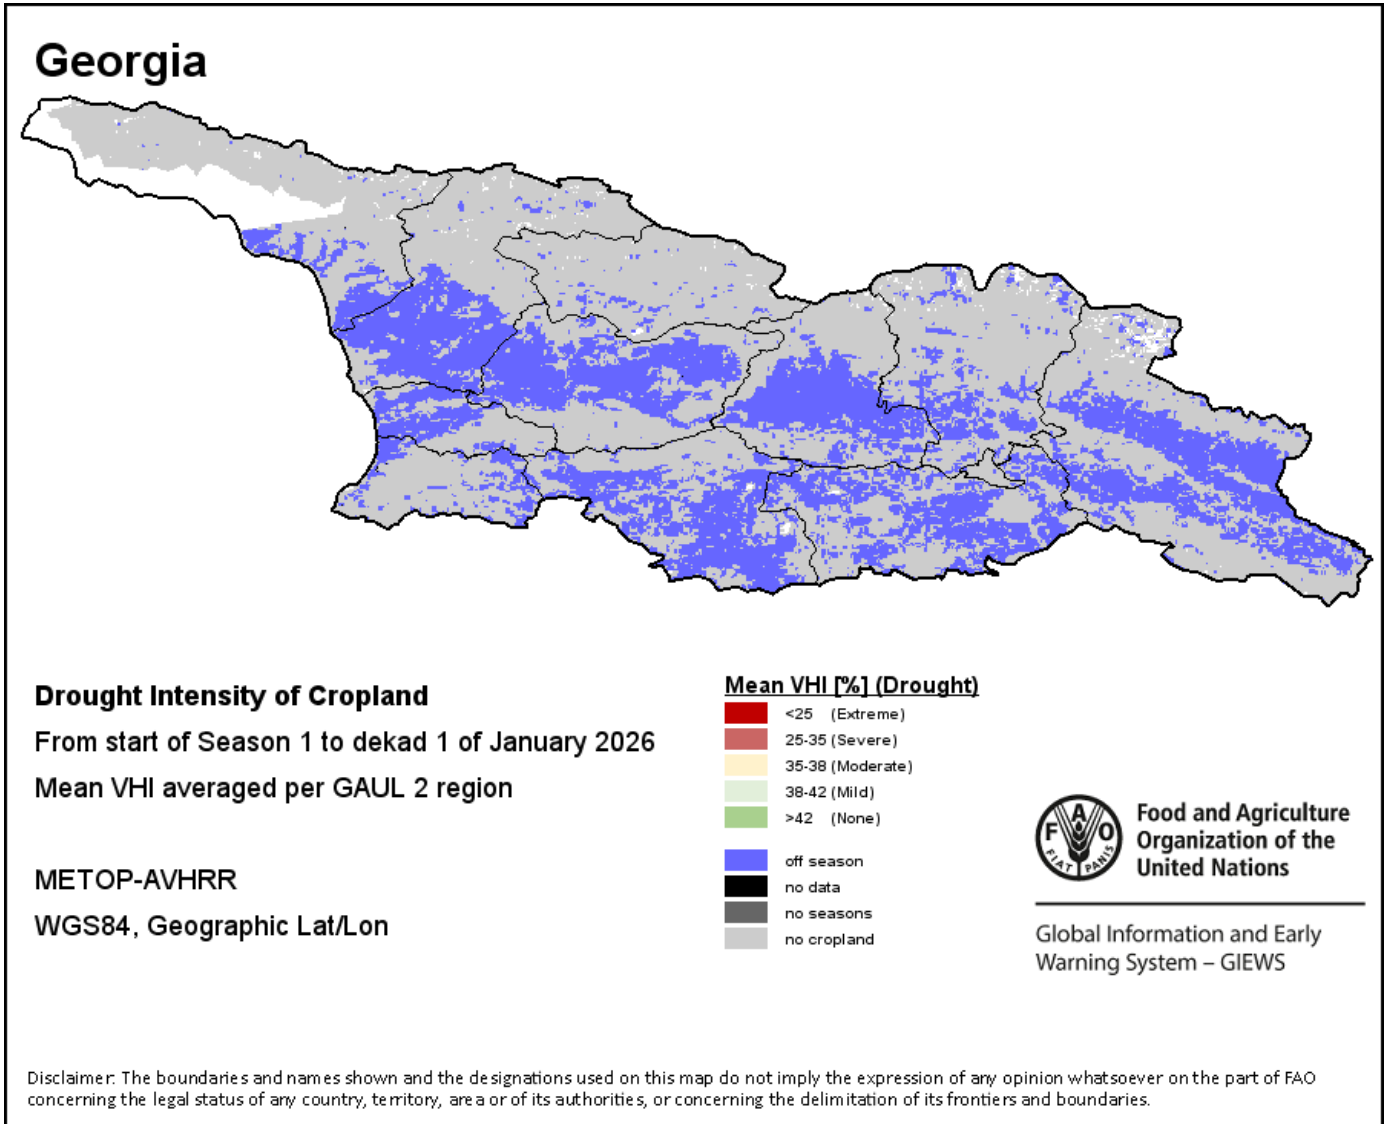 Georgia
Drought Intensity of Cropland
From start of Season 1 to dekad 1 of January 2026
Mean VHI averaged per GAUL 2 region
METOP-AVHRR
WGS84, Geographic Lat/Lon
Mean VHI [%] (Drought)
<25 (Extreme)
25-35 (Severe)
35-38 (Moderate)
38-42 (Mild)
>42 (None)
off season
no data
no seasons
no cropland
F A O
FIAT PANIS
Food and Agriculture
Organization of the
United Nations
Global Information and Early
Warning System – GIEWS
Disclaimer: The boundaries and names shown and the designations used on this map do not imply the expression of any opinion whatsoever on the part of FAO
concerning the legal status of any country, territory, area or of its authorities, or concerning the delimitation of its frontiers and boundaries.